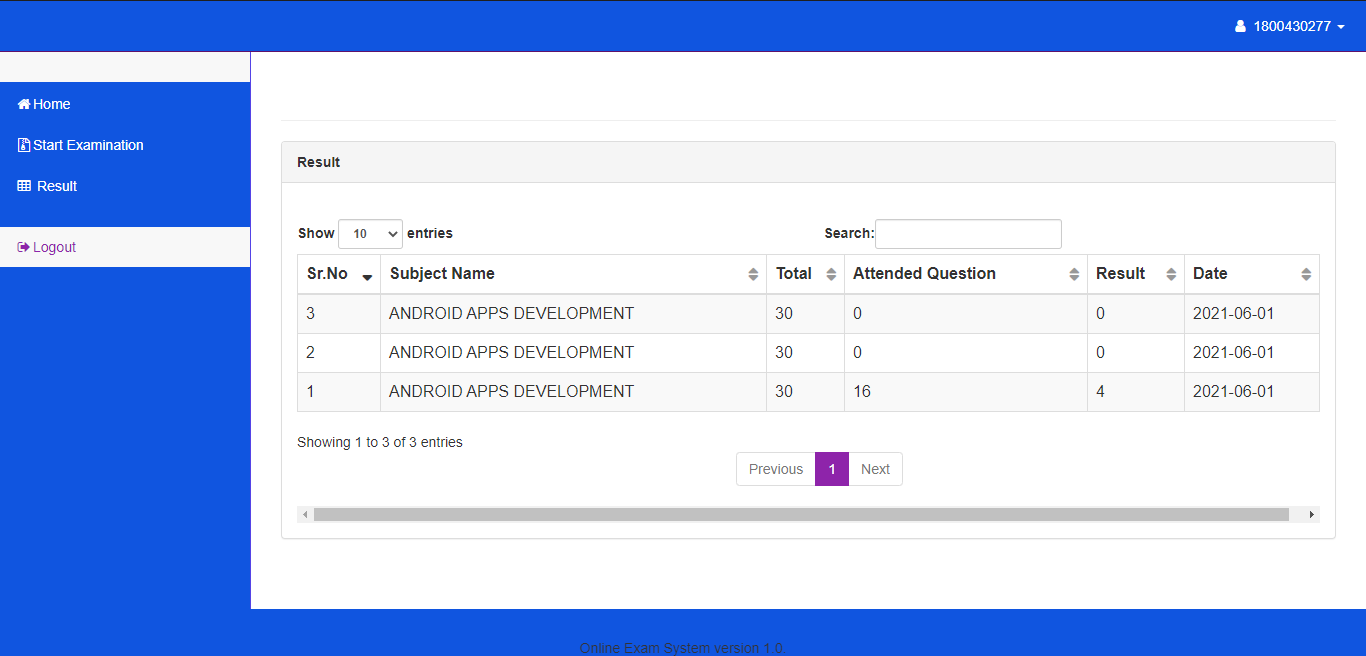 1800430277
Home
Start Examination
Result
Logout
Result
Show 10 entries Search:
Sr.No Subject Name Total Attended Question Result Date
3 ANDROID APPS DEVELOPMENT 30 0 0 2021-06-01
2 ANDROID APPS DEVELOPMENT 30 0 0 2021-06-01
1 ANDROID APPS DEVELOPMENT 30 16 4 2021-06-01
Showing 1 to 3 of 3 entries
Previous 1 Next
Online Exam System version 1.0.